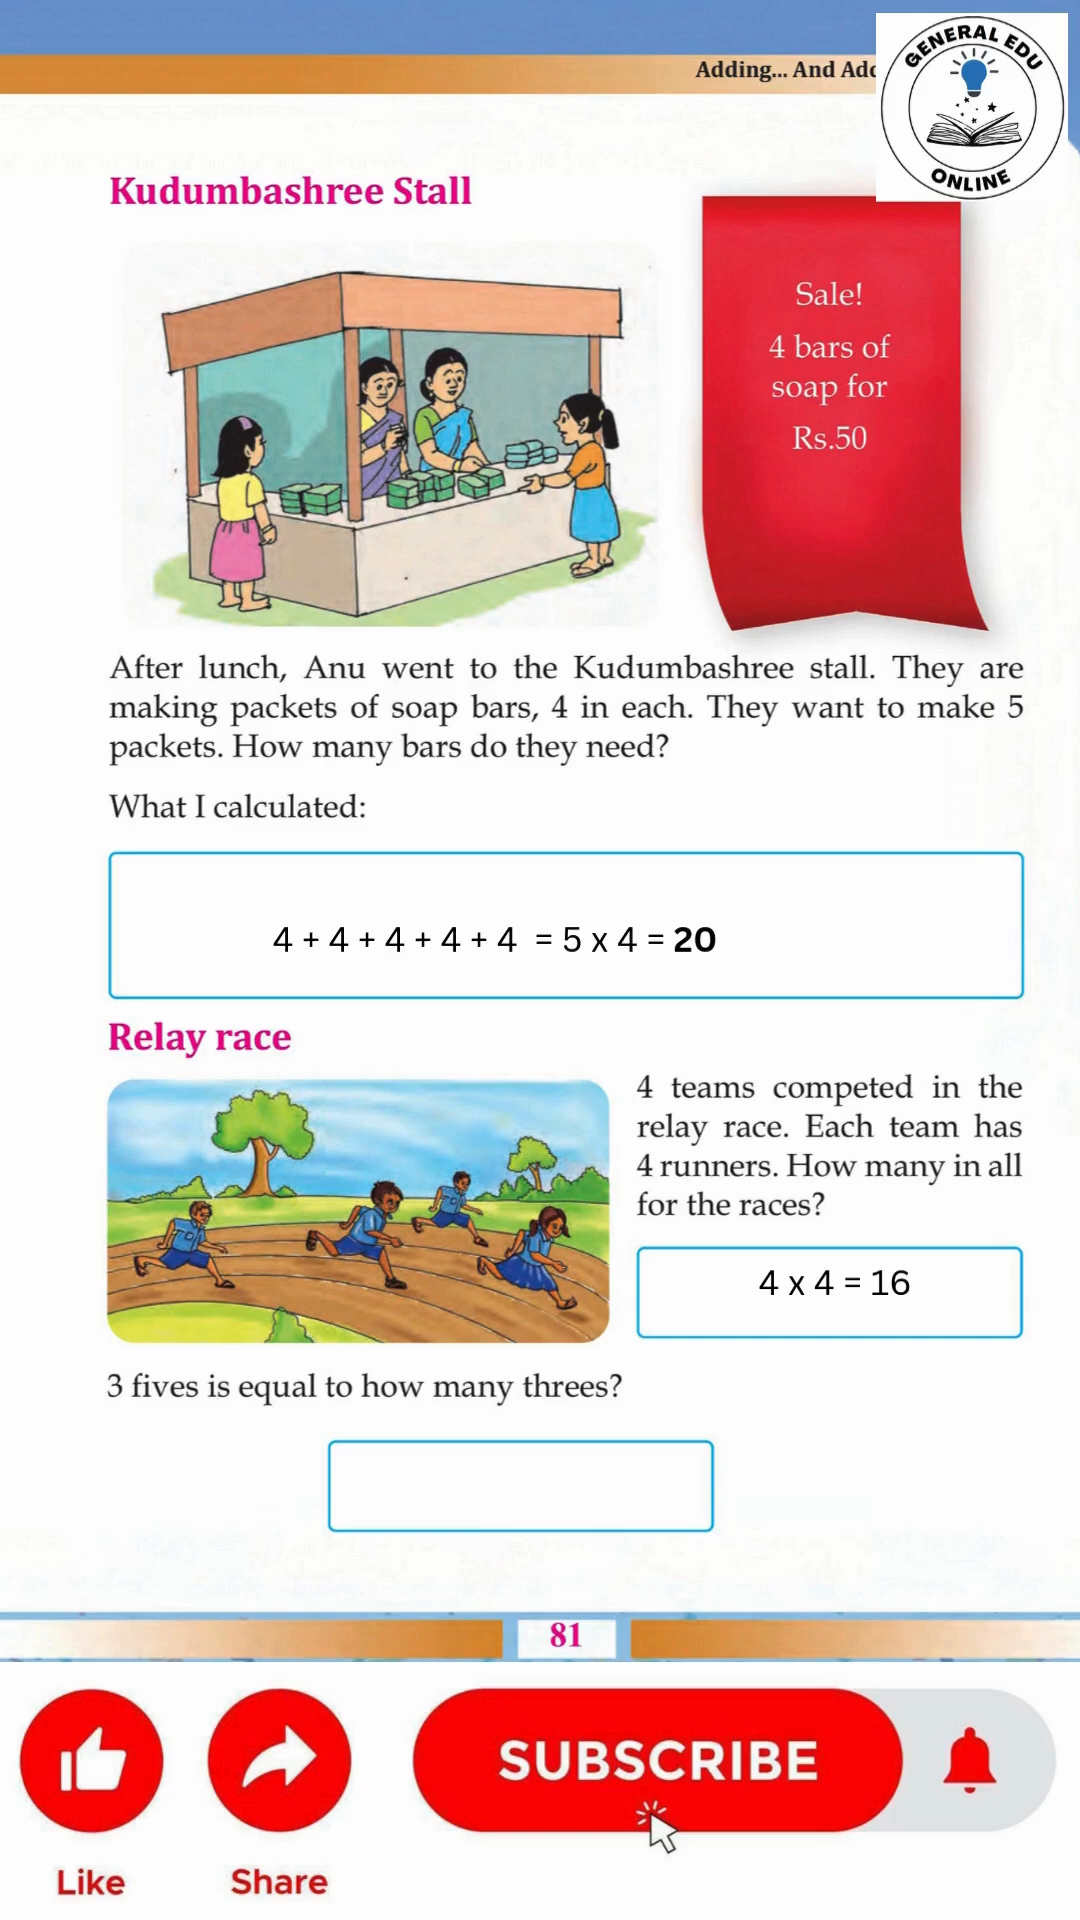 Adding... And Add
GENERAL EDU
ONLINE
Kudumbashree Stall
Sale!
4 bars of
soap for
Rs.50
After lunch, Anu went to the Kudumbashree stall. They are
making packets of soap bars, 4 in each. They want to make 5
packets. How many bars do they need?
What I calculated:
4 + 4 + 4 + 4 + 4 = 5 x 4 = 20
Relay race
4 teams competed in the
relay race. Each team has
4 runners. How many in all
for the races?
4 x 4 = 16
3 fives is equal to how many threes?
81
SUBSCRIBE
Like
Share